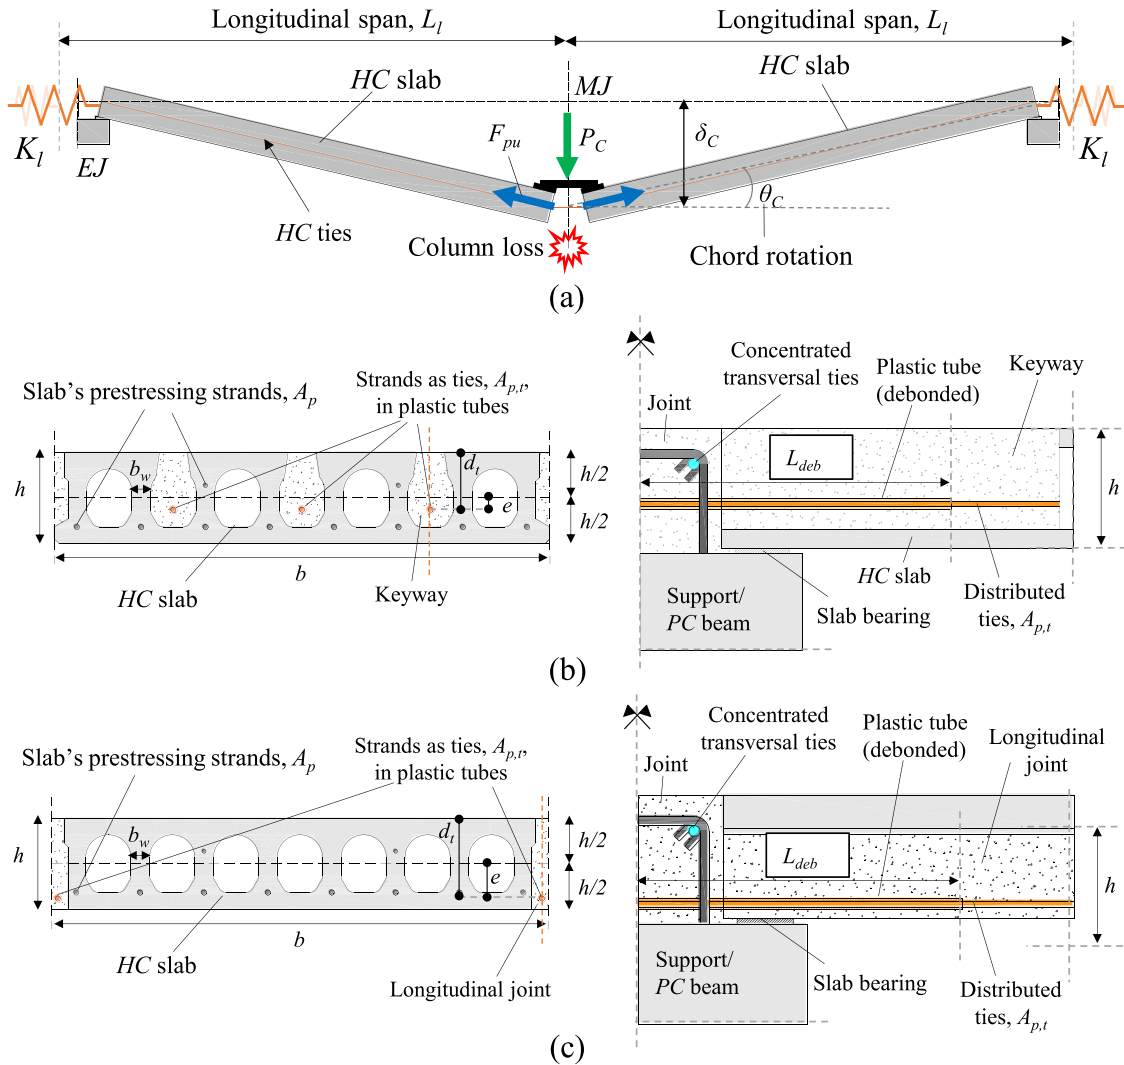 Longitudinal span, L_l
Longitudinal span, L_l
HC slab
MJ
HC slab
K_l
EJ
F_pu
P_C
δ_C
θ_C
K_l
HC ties
Column loss
Chord rotation
(a)
Slab's prestressing strands, A_p
Strands as ties, A_p,t,
in plastic tubes
h
b_w
d_t
e
h/2
h/2
b
HC slab
Keyway
Concentrated
transversal ties
Plastic tube
(debonded)
Keyway
Joint
L_deb
h
HC slab
Support/
PC beam
Slab bearing
Distributed
ties, A_p,t
(b)
Slab's prestressing strands, A_p
Strands as ties, A_p,t,
in plastic tubes
h
b_w
d_t
e
h/2
h/2
b
HC slab
Longitudinal joint
Concentrated
transversal ties
Plastic tube
(debonded)
Longitudinal
joint
Joint
L_deb
h
Support/
PC beam
Slab bearing
Distributed
ties, A_p,t
(c)